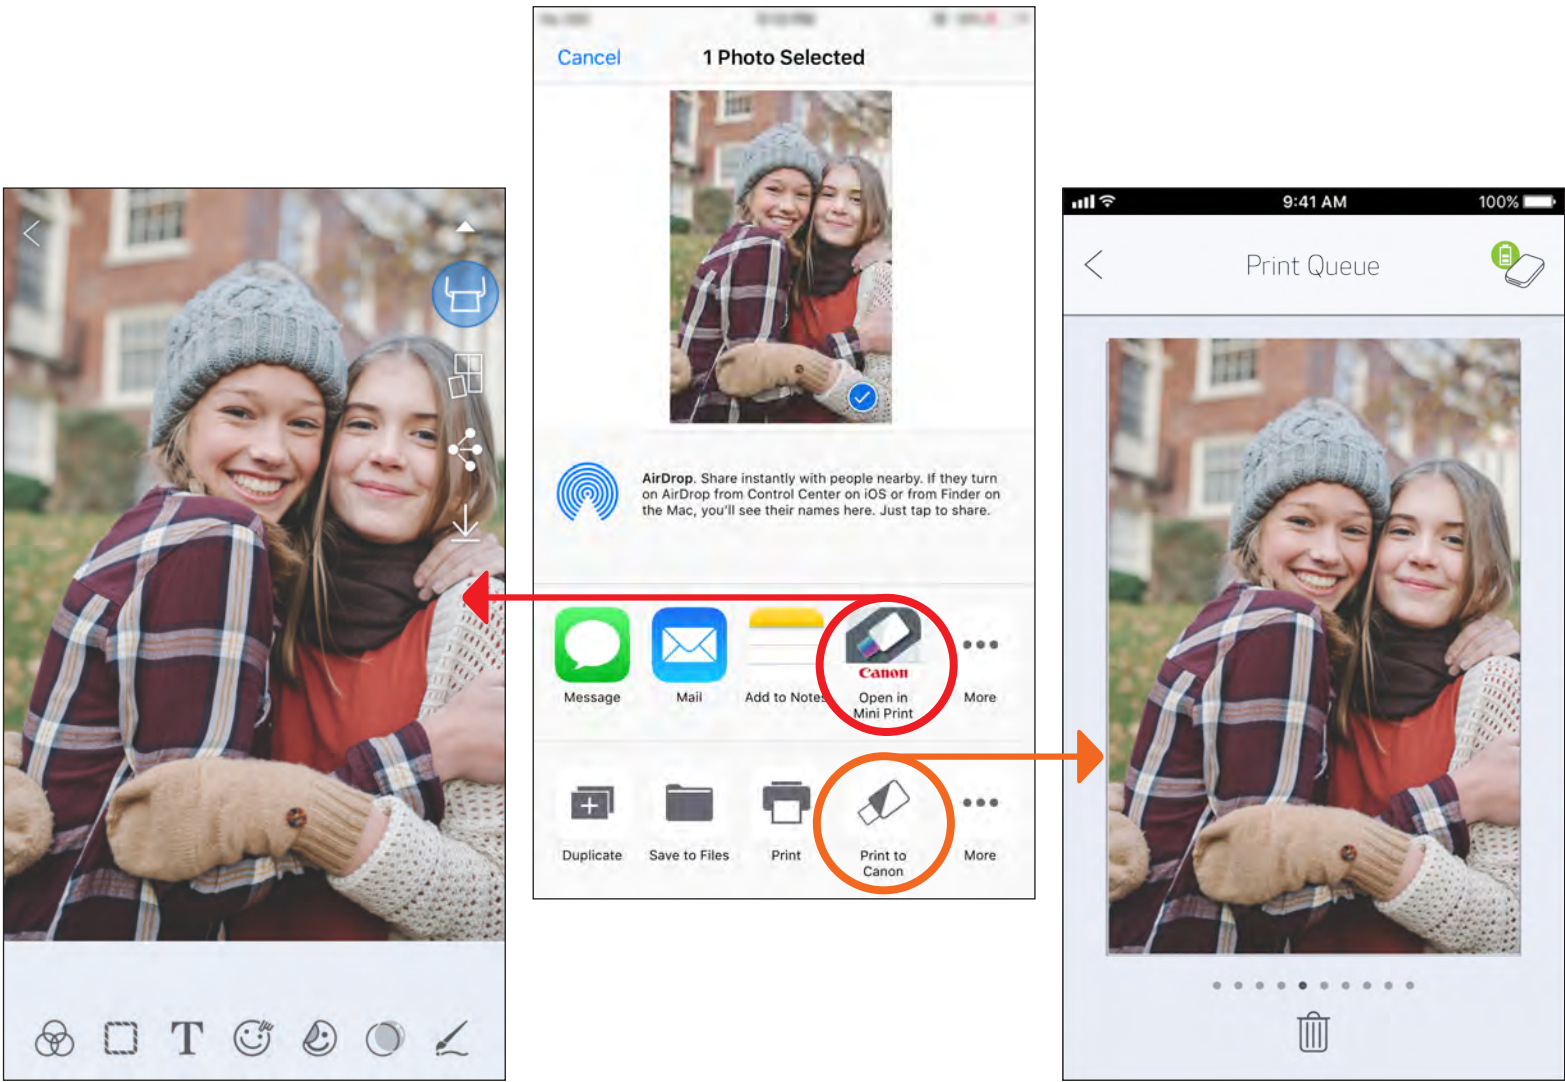 Cancel
1 Photo Selected
AirDrop. Share instantly with people nearby. If they turn
on AirDrop from Control Center on iOS or from Finder on
the Mac, you'll see their names here. Just tap to share.
Canon
Message
Mail
Add to Notes
Open in
Mini Print
More
Duplicate
Save to Files
Print
Print to
Canon
More
T
9:41 AM
100%
Print Queue